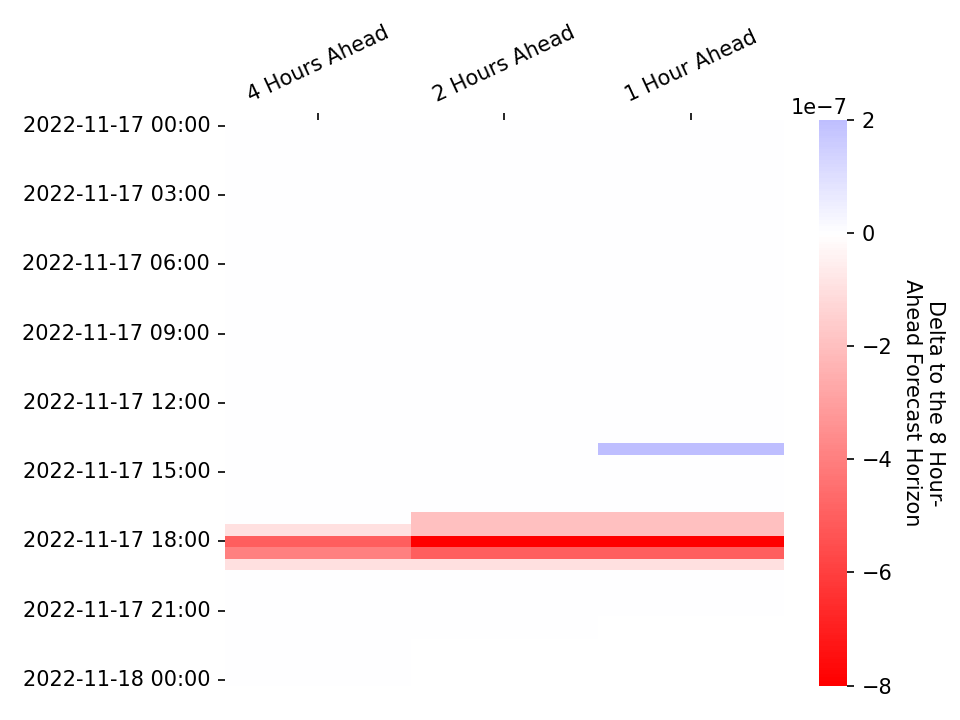 4 Hours Ahead
2 Hours Ahead
1 Hour Ahead
2022-11-17 00:00
2022-11-17 03:00
2022-11-17 06:00
2022-11-17 09:00
2022-11-17 12:00
2022-11-17 15:00
2022-11-17 18:00
2022-11-17 21:00
2022-11-18 00:00
1e−7
2
0
−2
−4
−6
−8
Delta to the 8 Hour-
Ahead Forecast Horizon